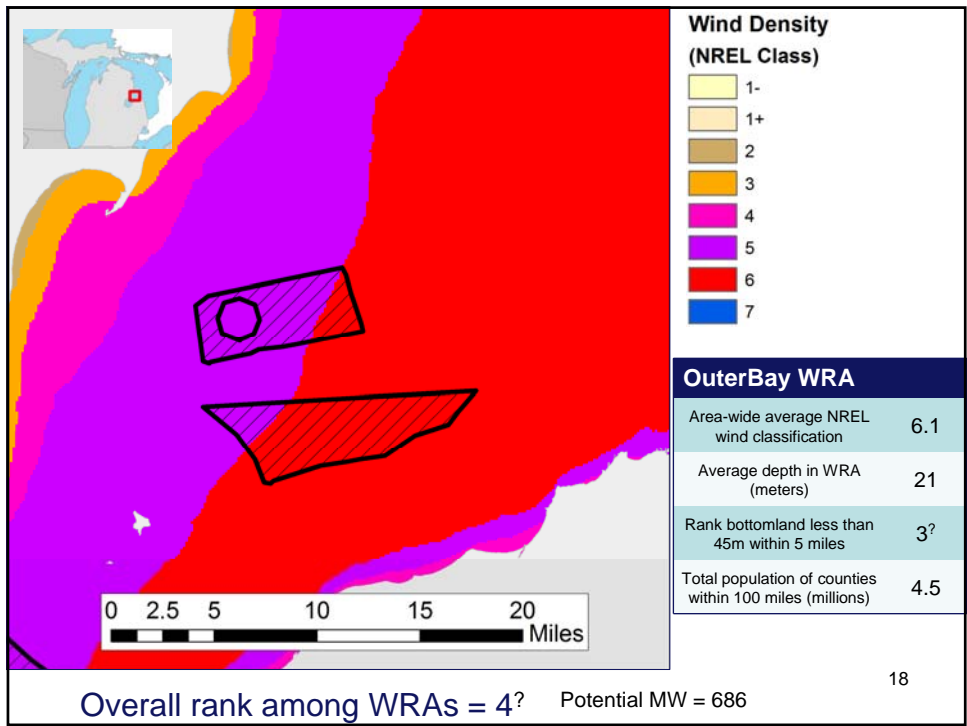 Wind Density
(NREL Class)
1-
1+
2
3
4
5
6
7
OuterBay WRA
Area-wide average NREL
wind classification
6.1
Average depth in WRA
(meters)
21
Rank bottomland less than
45m within 5 miles
3?
Total population of counties
within 100 miles (millions)
4.5
0 2.5 5 10 15 20
Miles
18
Overall rank among WRAs = 4? Potential MW = 686